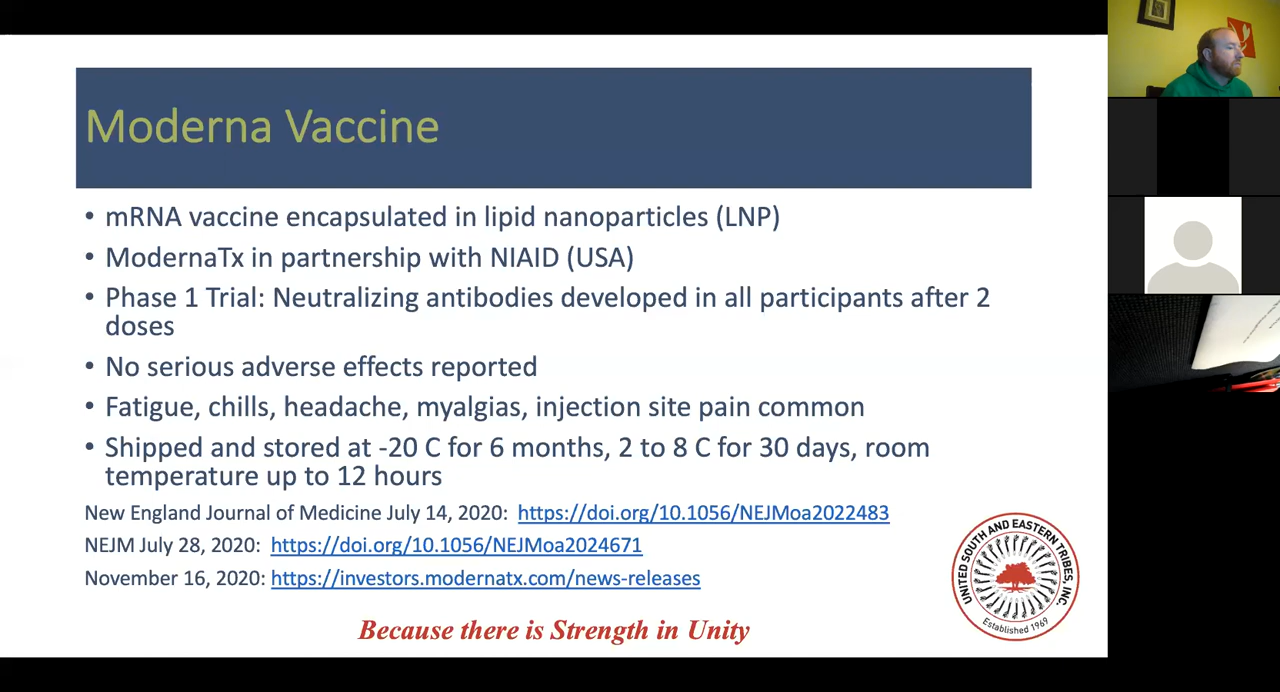 Moderna Vaccine
• mRNA vaccine encapsulated in lipid nanoparticles (LNP)
• ModernaTx in partnership with NIAID (USA)
• Phase 1 Trial: Neutralizing antibodies developed in all participants after 2
doses
• No serious adverse effects reported
• Fatigue, chills, headache, myalgias, injection site pain common
• Shipped and stored at -20 C for 6 months, 2 to 8 C for 30 days, room
temperature up to 12 hours
New England Journal of Medicine July 14, 2020: https://doi.org/10.1056/NEJMoa2022483
NEJM July 28, 2020: https://doi.org/10.1056/NEJMoa2024671
November 16, 2020: https://investors.modernatx.com/news-releases
UNITED SOUTH AND EASTERN TRIBES, INC.
Established 1969
Because there is Strength in Unity